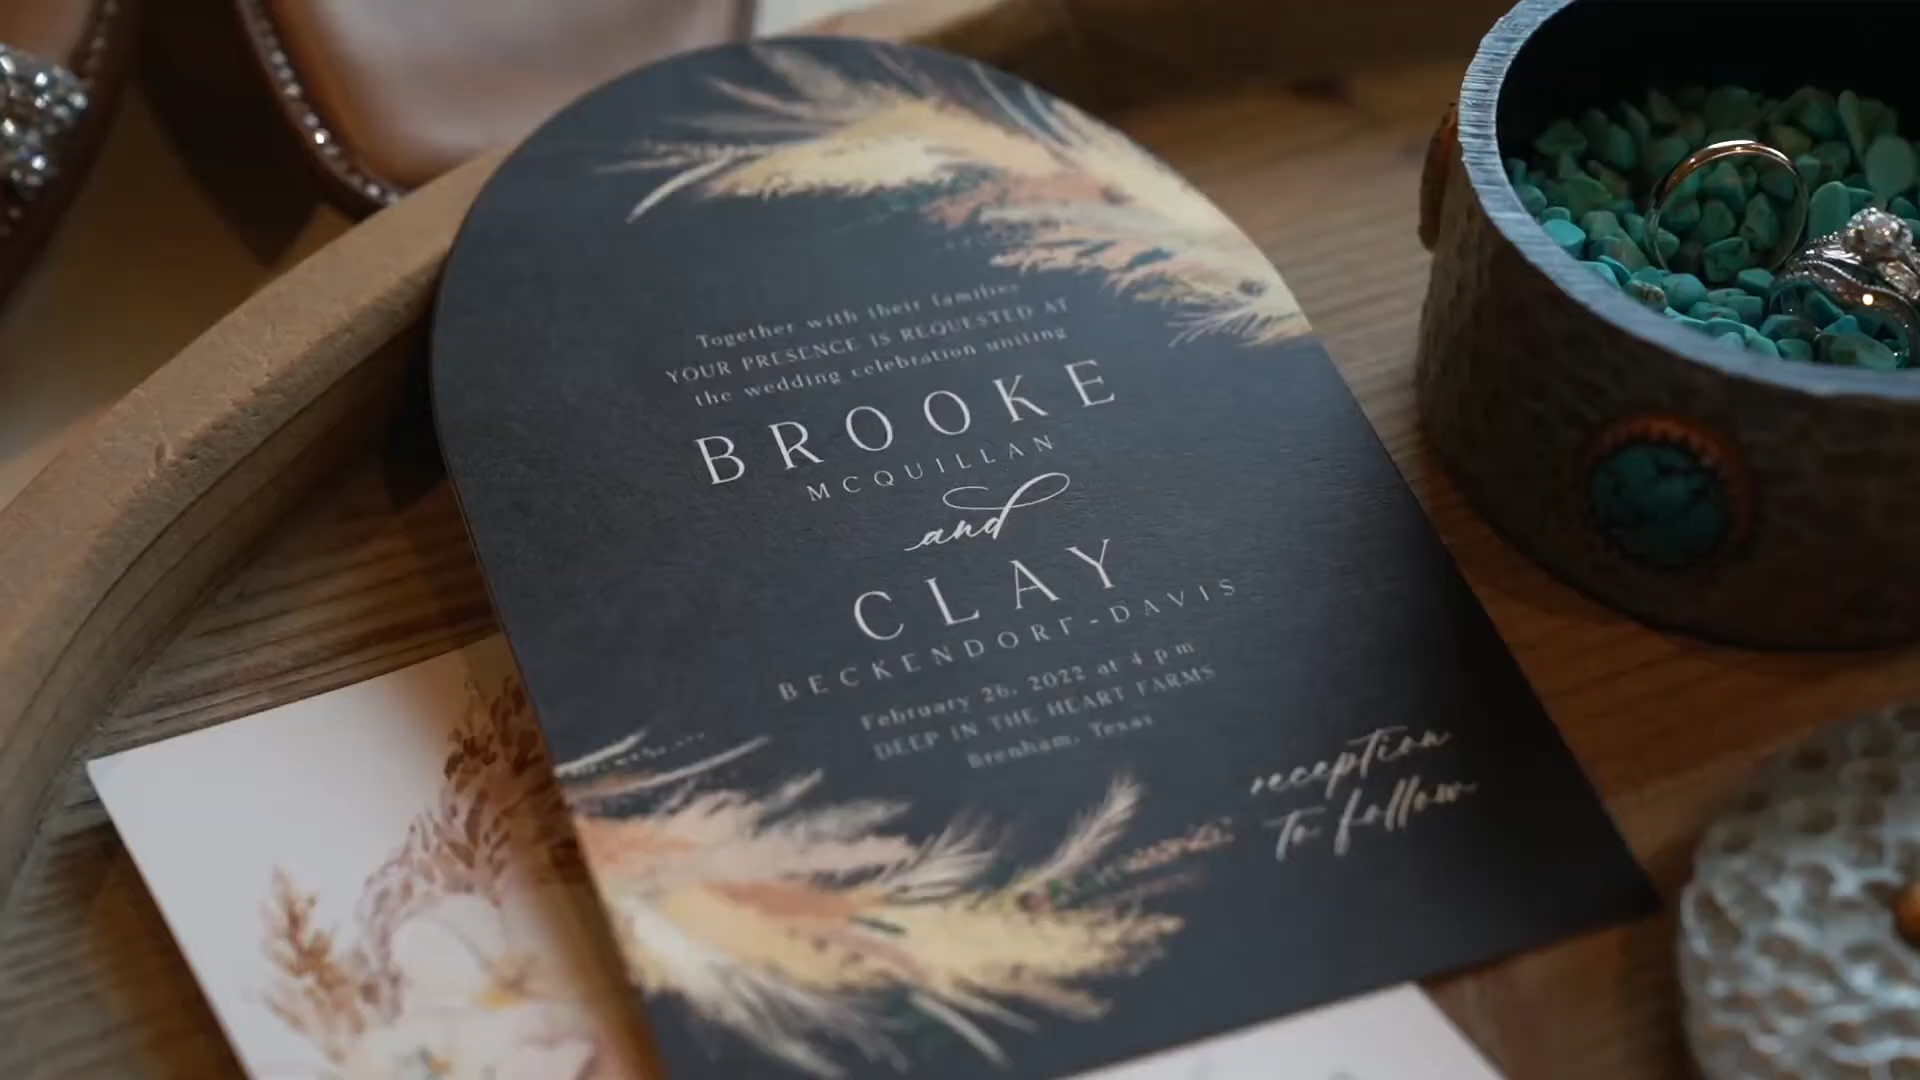 Together with their families
YOUR PRESENCE IS REQUESTED AT
the wedding celebration uniting
BROOKE
MCQUILLAN
and
CLAY
BECKENDORF-DAVIS
February 26, 2022 at 4 pm
DEEP IN THE HEART FARMS
Brenham, Texas
reception
to follow